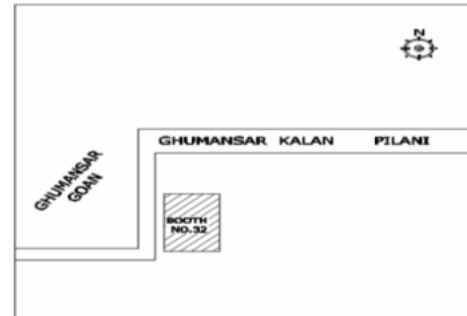 N
GHUMANSAR KALAN PILANI
GHUMANSAR
GOAN
BOOTH
NO.32